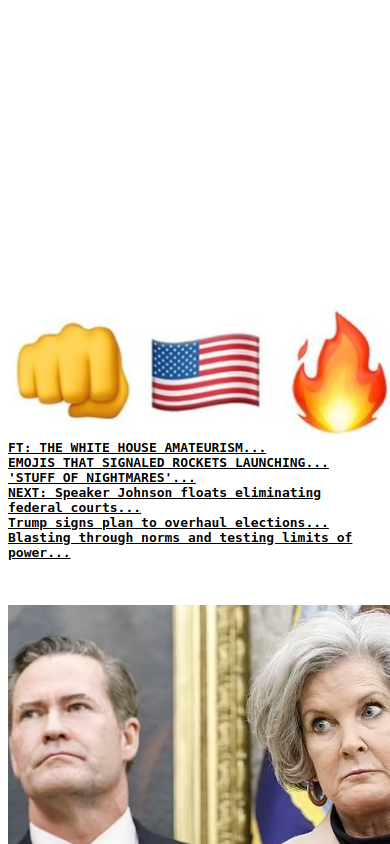 FT: THE WHITE HOUSE AMATEURISM...
EMOJIS THAT SIGNALED ROCKETS LAUNCHING...
'STUFF OF NIGHTMARES'...
NEXT: Speaker Johnson floats eliminating
federal courts...
Trump signs plan to overhaul elections...
Blasting through norms and testing limits of
power...